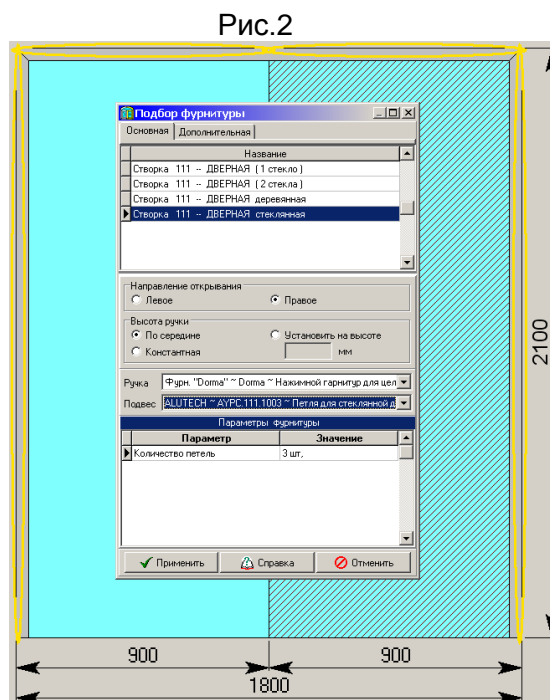 Рис.2
Подбор фурнитуры
Основная Дополнительная
Название
Створка 111 -- ДВЕРНАЯ (1 стекло)
Створка 111 -- ДВЕРНАЯ (2 стекла)
Створка 111 -- ДВЕРНАЯ деревянная
Створка 111 -- ДВЕРНАЯ стеклянная
Направление открывания
Левое Правое
Высота ручки
По середине Установить на высоте
Константная мм
Ручка Фурн. "Dorma" ~ Dorma ~ Нажимной гарнитур для цел
Подвес ALUTECH ~ AYPC.111.1003 ~ Петля для стеклянной д
Параметры фурнитуры
Параметр Значение
Количество петель 3 шт,
Применить Справка Отменить
2100
900 900
1800